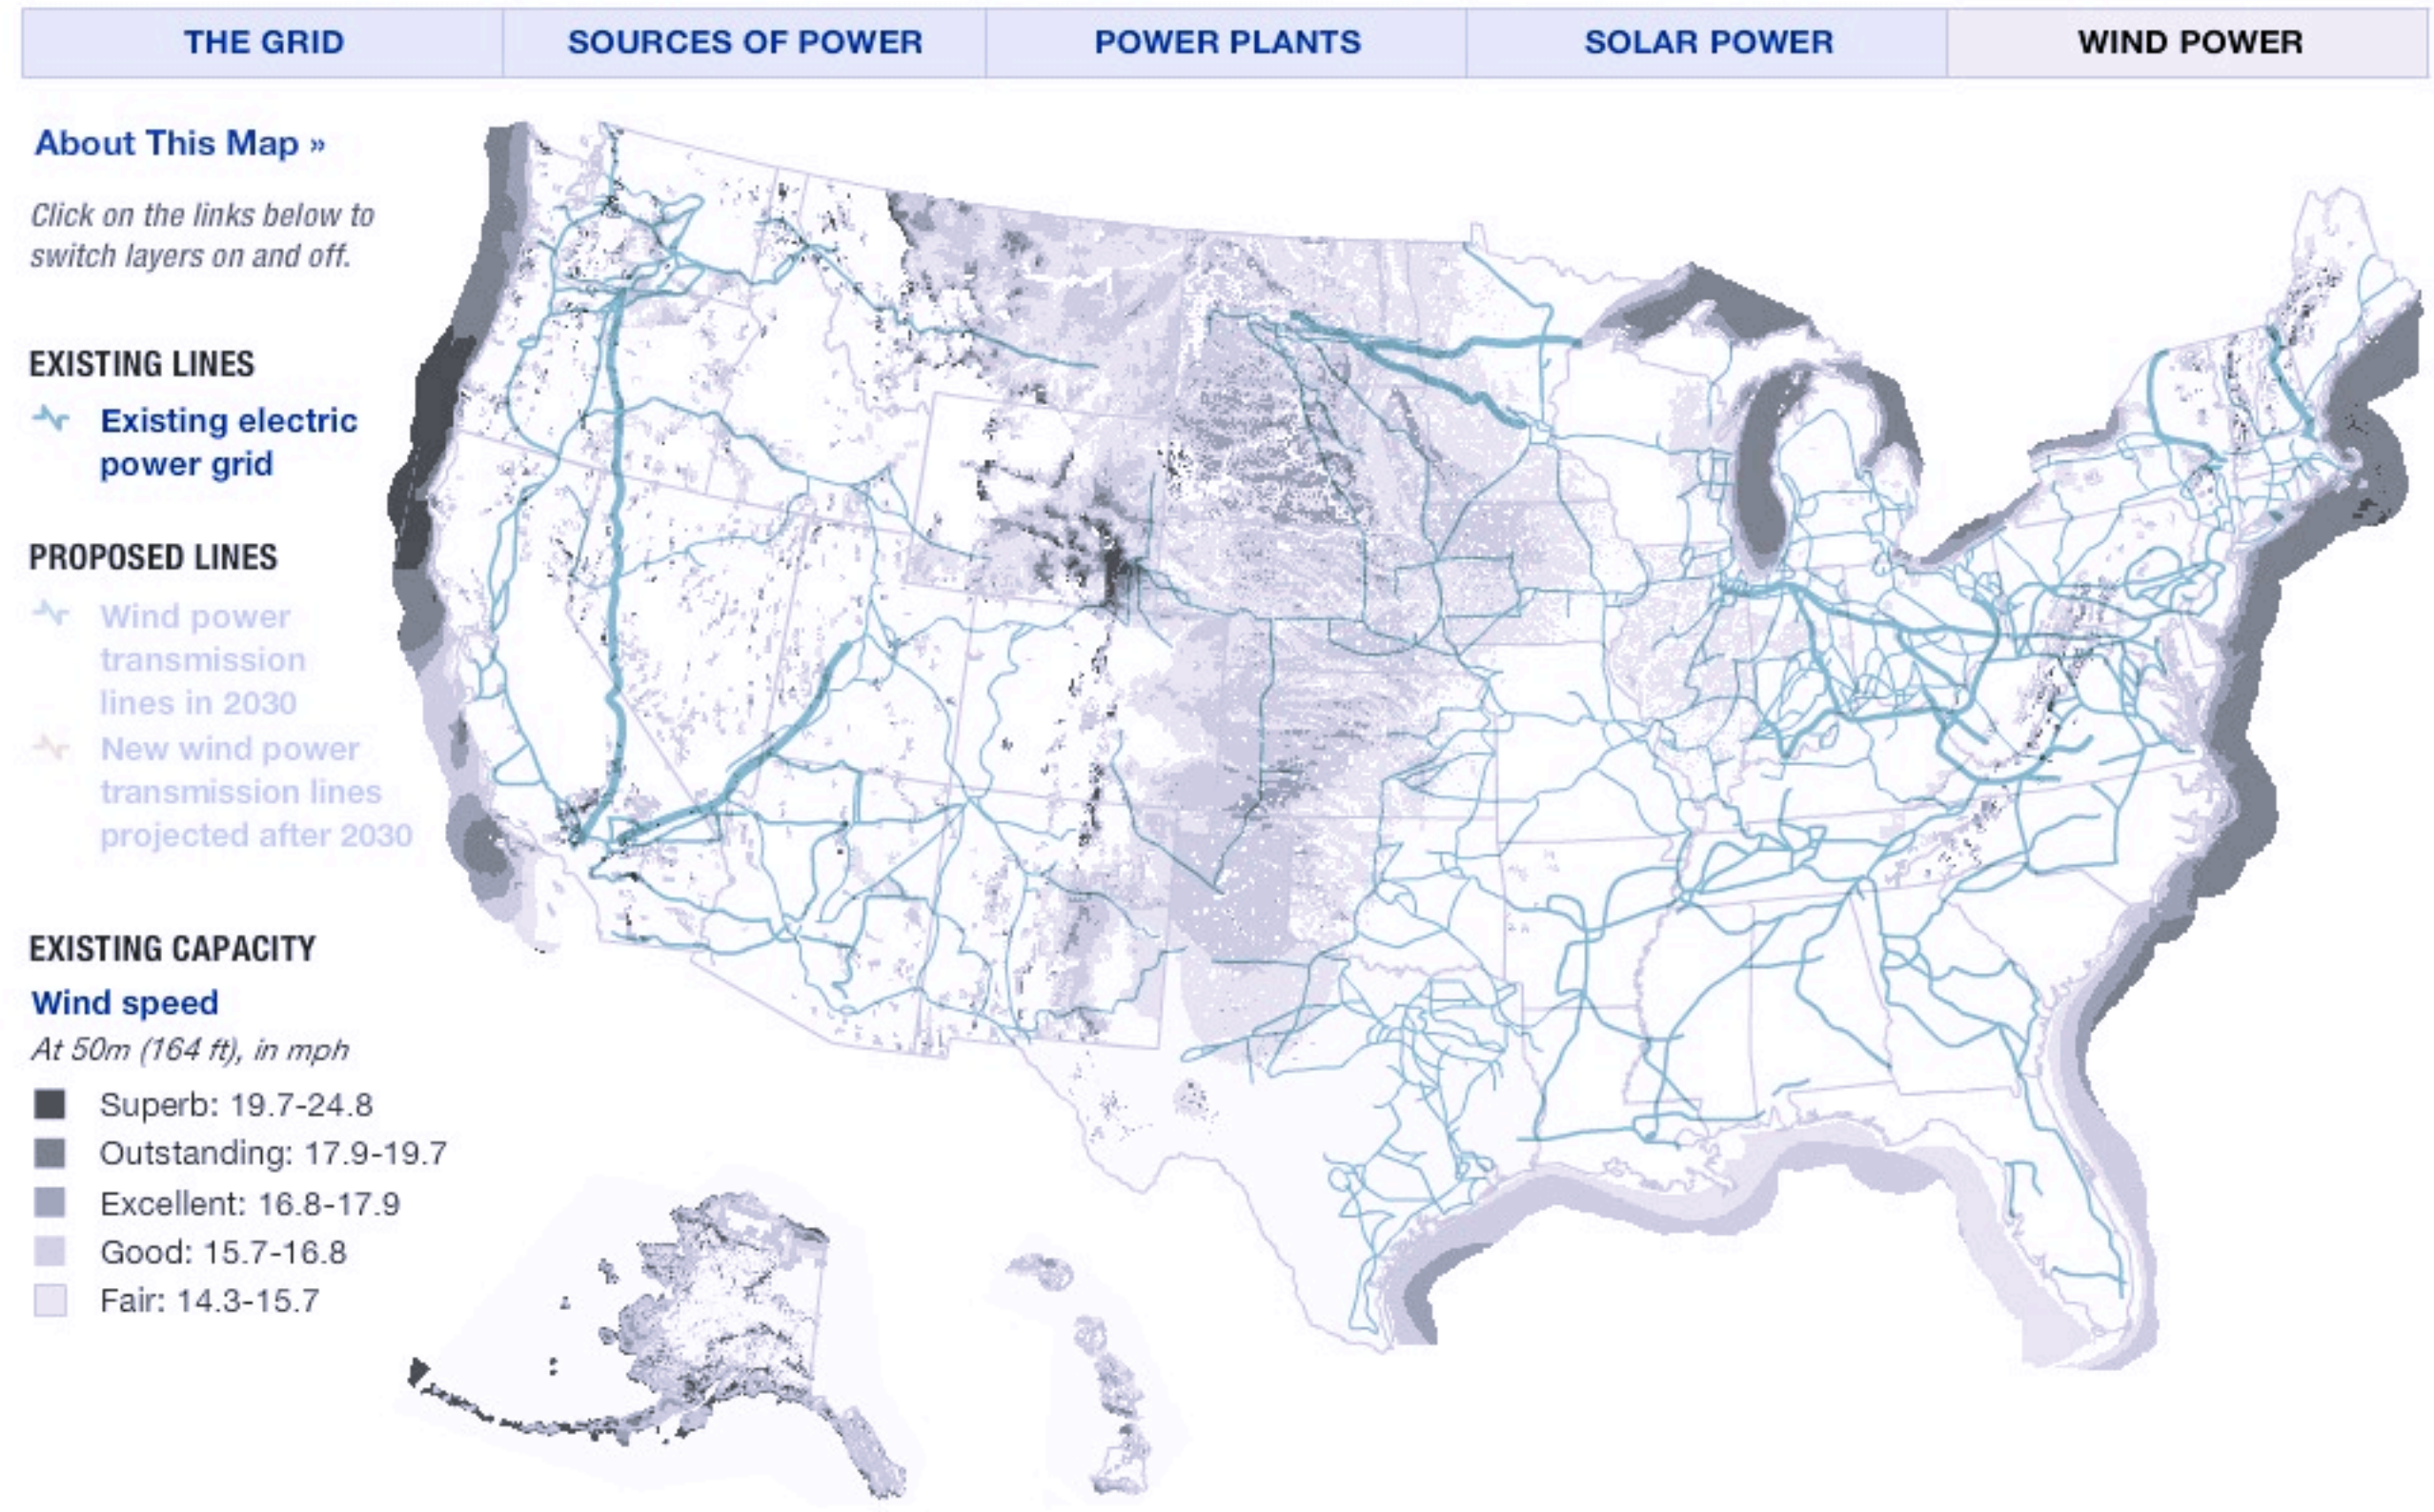 THE GRID
SOURCES OF POWER
POWER PLANTS
SOLAR POWER
WIND POWER
About This Map »
Click on the links below to
switch layers on and off.
EXISTING LINES
Existing electric
power grid
PROPOSED LINES
Wind power
transmission
lines in 2030
New wind power
transmission lines
projected after 2030
EXISTING CAPACITY
Wind speed
At 50m (164 ft), in mph
Superb: 19.7-24.8
Outstanding: 17.9-19.7
Excellent: 16.8-17.9
Good: 15.7-16.8
Fair: 14.3-15.7